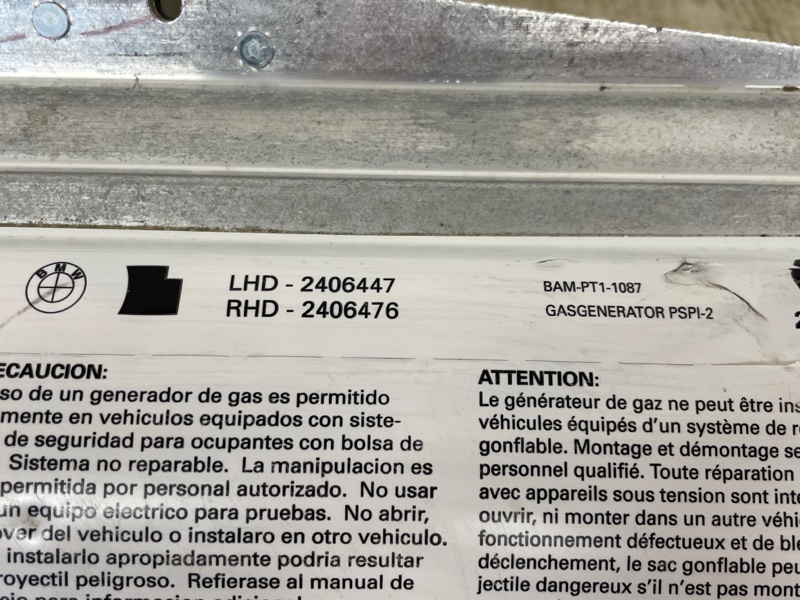 BMW
LHD - 2406447
RHD - 2406476
BAM-PT1-1087
GASGENERATOR PSPI-2
ECAUCION:
so de un generador de gas es permitido
mente en vehiculos equipados con siste-
de seguridad para ocupantes con bolsa de
Sistema no reparable. La manipulacion es
permitida por personal autorizado. No usar
un equipo electrico para pruebas. No abrir,
over del vehiculo o instalaro en otro vehiculo.
instalarlo apropiadamente podria resultar
royectil peligroso. Refierase al manual de
ATTENTION:
Le générateur de gaz ne peut être ins
véhicules équipés d'un système de r
gonflable. Montage et démontage se
personnel qualifié. Toute réparation
avec appareils sous tension sont inte
ouvrir, ni monter dans un autre véhi
fonctionnement défectueux et de ble
déclenchement, le sac gonflable peu
jectile dangereux s'il n'est pas mont